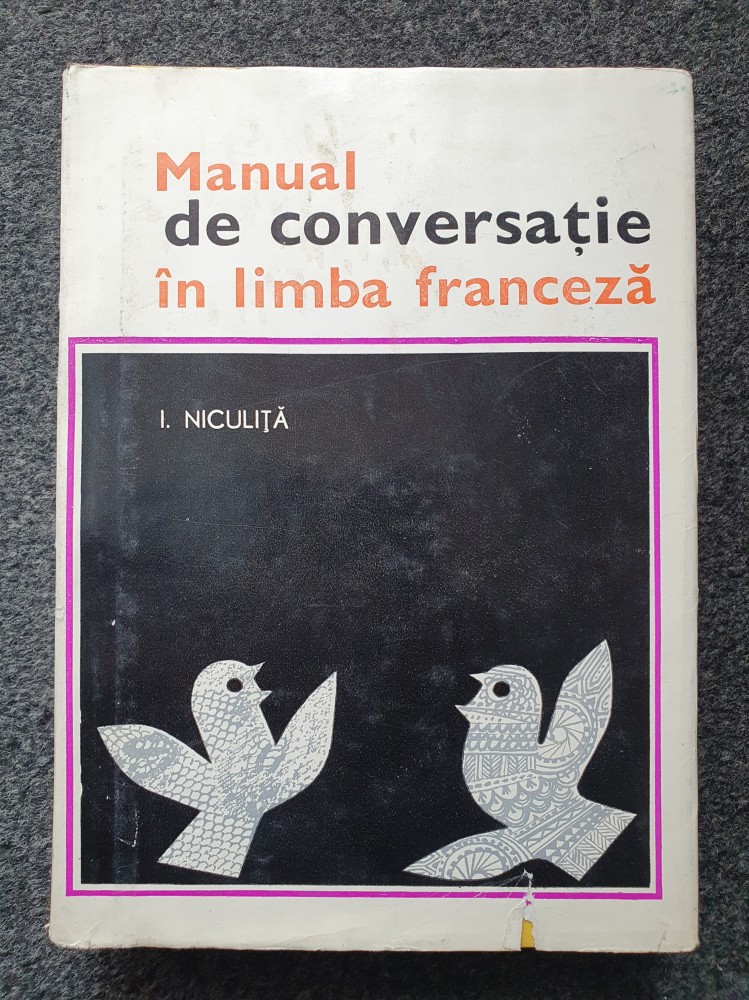 Manual
de conversație
în limba franceză
I. NICULIȚĂ